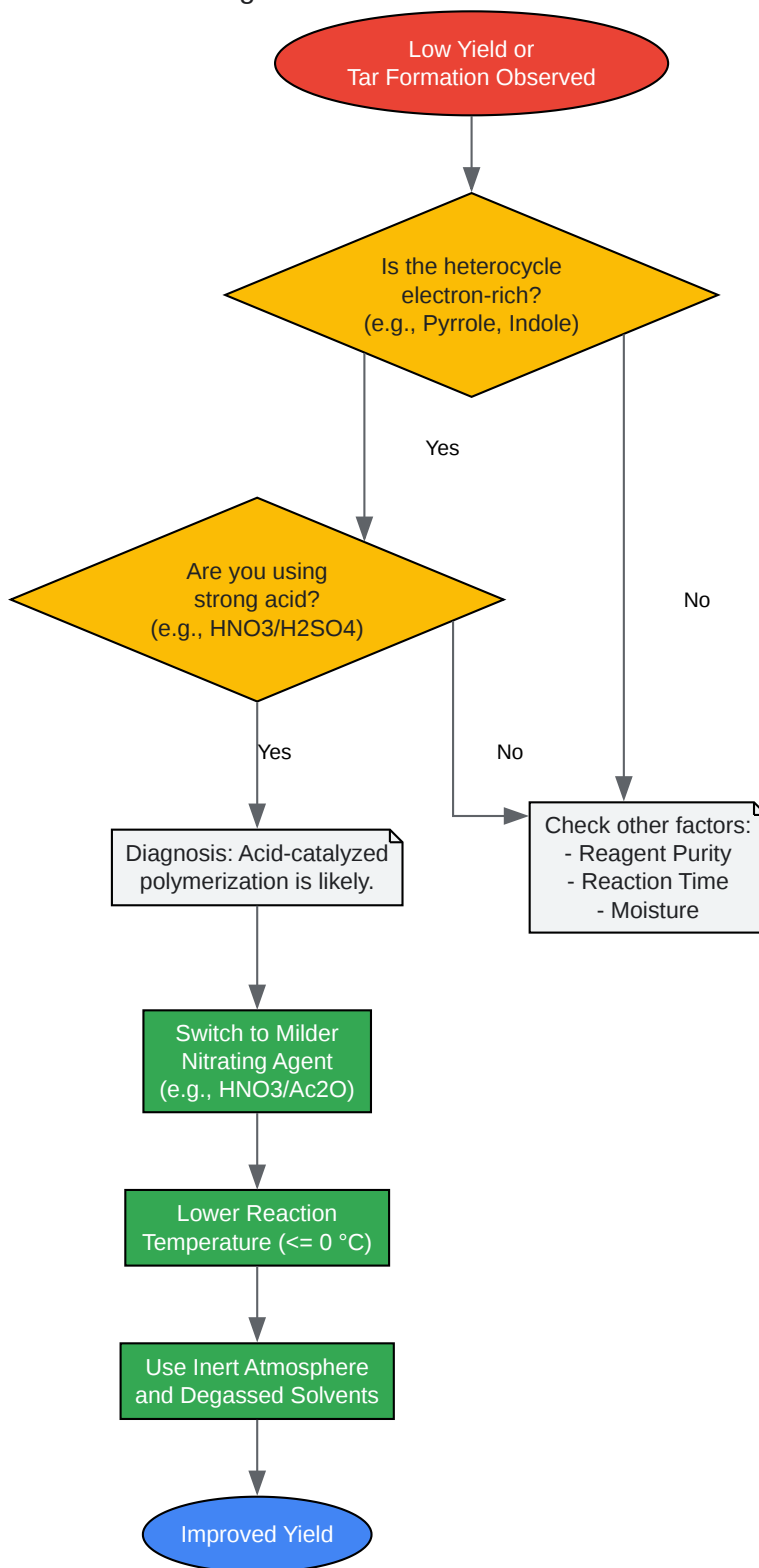 Low Yield or
Tar Formation Observed
Is the heterocycle
electron-rich?
(e.g., Pyrrole, Indole)
Yes
Are you using
strong acid?
(e.g., HNO3/H2SO4)
No
Yes
No
Diagnosis: Acid-catalyzed
polymerization is likely.
Check other factors:
- Reagent Purity
- Reaction Time
- Moisture
Switch to Milder
Nitrating Agent
(e.g., HNO3/Ac2O)
Lower Reaction
Temperature (<= 0 °C)
Use Inert Atmosphere
and Degassed Solvents
Improved Yield